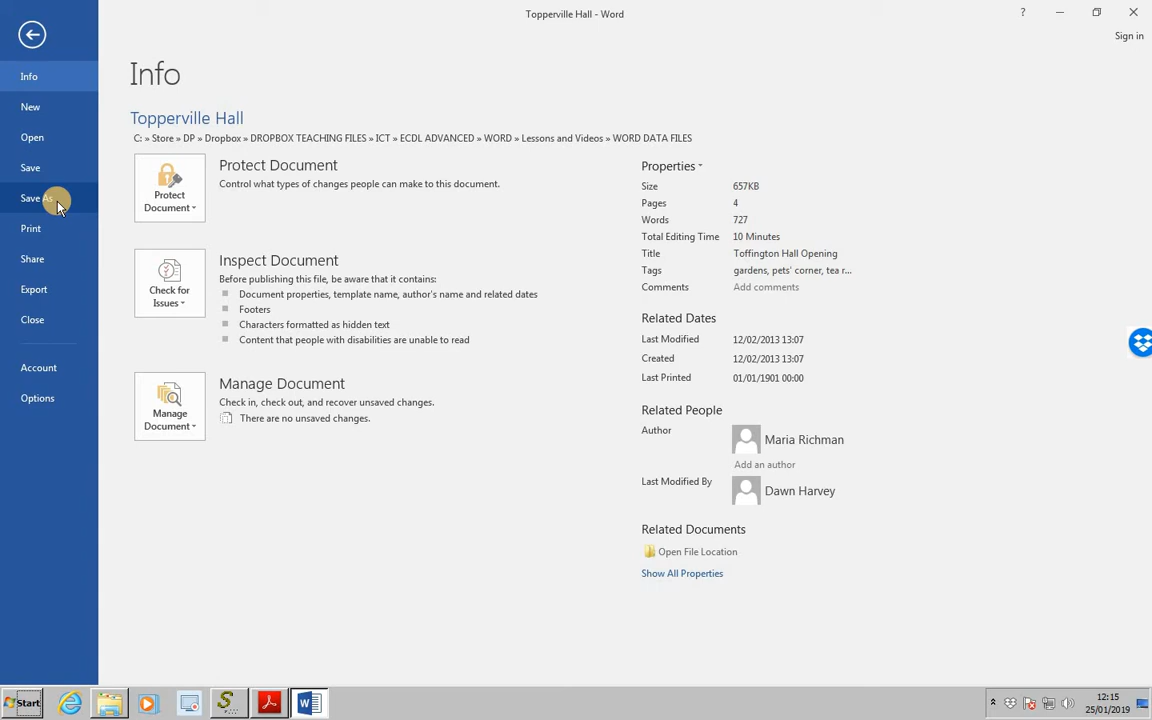 Topperville Hall - Word
?
Sign in
Info
New
Open
Save
Save As
Print
Share
Export
Close
Account
Options
Info
Topperville Hall
C: » Store » DP » Dropbox » DROPBOX TEACHING FILES » ICT » ECDL ADVANCED » WORD » Lessons and Videos » WORD DATA FILES
Protect
Document
Protect Document
Control what types of changes people can make to this document.
Check for
Issues
Inspect Document
Before publishing this file, be aware that it contains:
Document properties, template name, author's name and related dates
Footers
Characters formatted as hidden text
Content that people with disabilities are unable to read
Manage
Document
Manage Document
Check in, check out, and recover unsaved changes.
There are no unsaved changes.
Properties
Size 657KB
Pages 4
Words 727
Total Editing Time 10 Minutes
Title Toffington Hall Opening
Tags gardens, pets' corner, tea r...
Comments Add comments
Related Dates
Last Modified 12/02/2013 13:07
Created 12/02/2013 13:07
Last Printed 01/01/1901 00:00
Related People
Author Maria Richman
Add an author
Last Modified By Dawn Harvey
Related Documents
Open File Location
Show All Properties
Start
12:15
25/01/2019